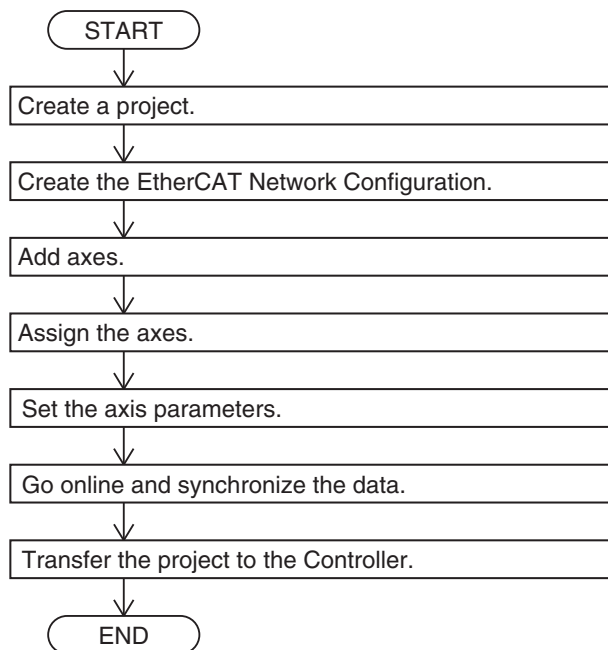 START
Create a project.
Create the EtherCAT Network Configuration.
Add axes.
Assign the axes.
Set the axis parameters.
Go online and synchronize the data.
Transfer the project to the Controller.
END